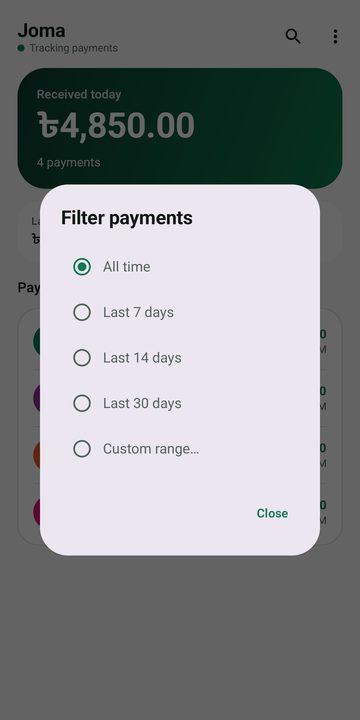 Joma
Tracking payments
Received today
৳4,850.00
4 payments
Filter payments
All time
Last 7 days
Last 14 days
Last 30 days
Custom range...
Close